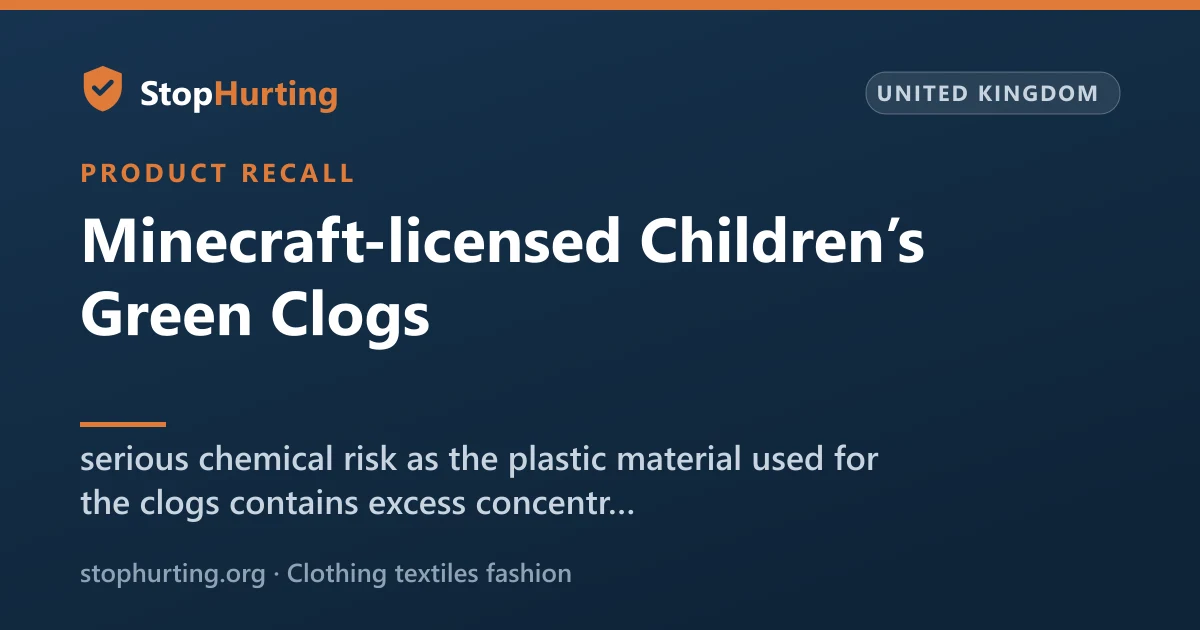 StopHurting
UNITED KINGDOM
PRODUCT RECALL
Minecraft-licensed Children’s
Green Clogs
serious chemical risk as the plastic material used for
the clogs contains excess concentr...
stophurting.org · Clothing textiles fashion